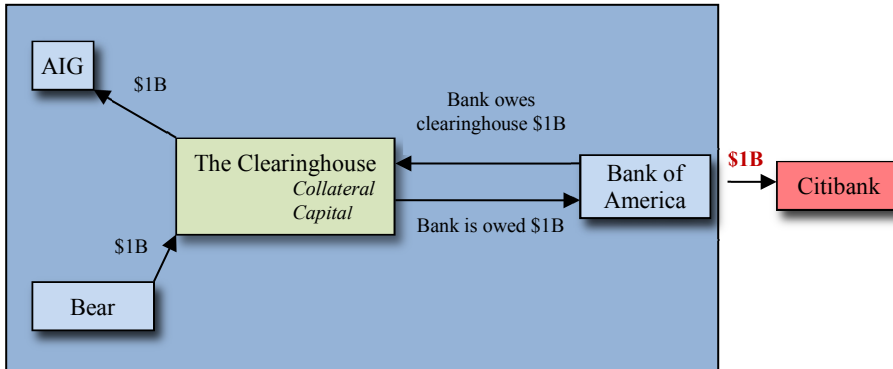 AIG
$1B
Bank owes
clearinghouse $1B
The Clearinghouse
Collateral
Capital
Bank of
America
$1B
Citibank
Bank is owed $1B
$1B
Bear